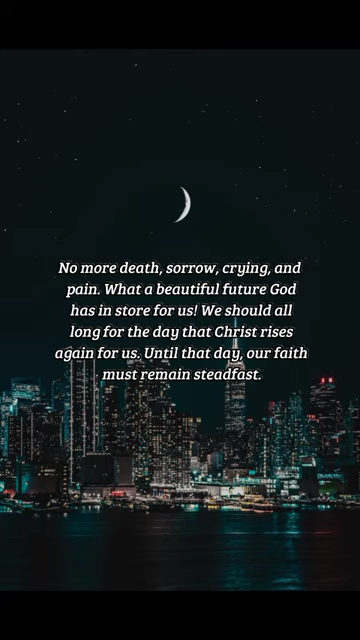 No more death, sorrow, crying, and
pain. What a beautiful future God
has in store for us! We should all
long for the day that Christ rises
again for us. Until that day, our faith
must remain steadfast.